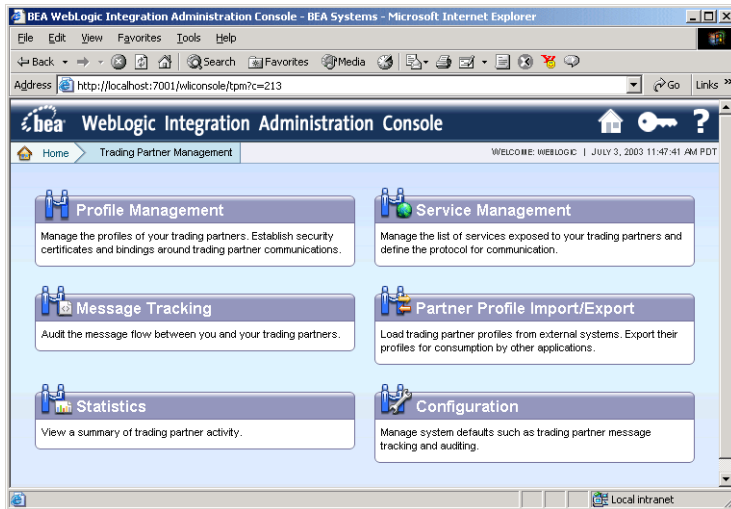 BEA WebLogic Integration Administration Console - BEA Systems - Microsoft Internet Explorer
File Edit View Favorites Tools Help
Back Search Favorites Media
Address http://localhost:7001/wliconsole/tpm?c=213 Go Links »
bea WebLogic Integration Administration Console ?
Home Trading Partner Management WELCOME: WEBLOGIC | JULY 3, 2003 11:47:41 AM PDT
Profile Management
Manage the profiles of your trading partners. Establish security
certificates and bindings around trading partner communications.
Service Management
Manage the list of services exposed to your trading partners and
define the protocol for communication.
Message Tracking
Audit the message flow between you and your trading partners.
Partner Profile Import/Export
Load trading partner profiles from external systems. Export their
profiles for consumption by other applications.
Statistics
View a summary of trading partner activity.
Configuration
Manage system defaults such as trading partner message
tracking and auditing.
Local intranet